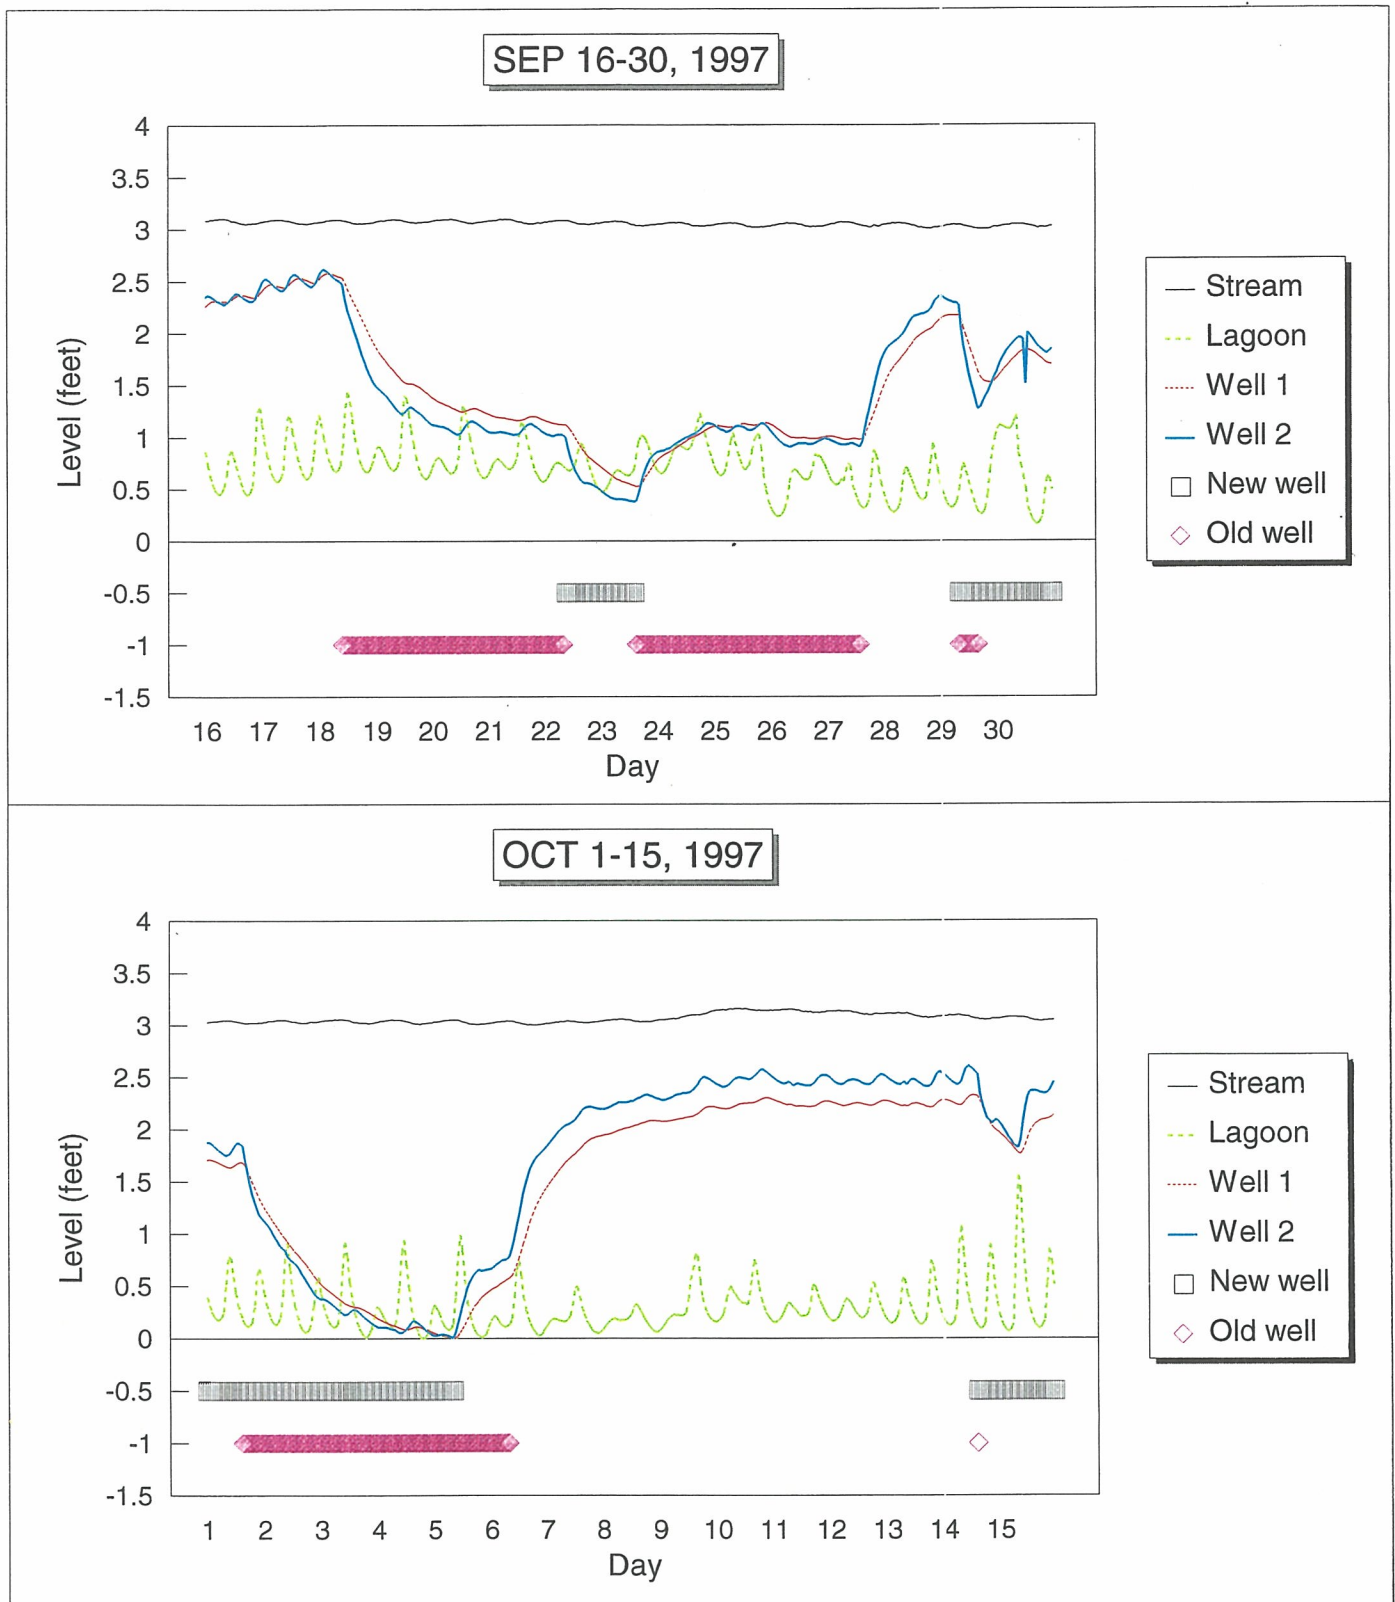 SEP 16-30, 1997
4
3.5
3
2.5
2
1.5
1
0.5
0
-0.5
-1
-1.5
Level (feet)
16 17 18 19 20 21 22 23 24 25 26 27 28 29 30
Day
Stream
Lagoon
Well 1
Well 2
New well
Old well
OCT 1-15, 1997
4
3.5
3
2.5
2
1.5
1
0.5
0
-0.5
-1
-1.5
Level (feet)
1 2 3 4 5 6 7 8 9 10 11 12 13 14 15
Day
Stream
Lagoon
Well 1
Well 2
New well
Old well